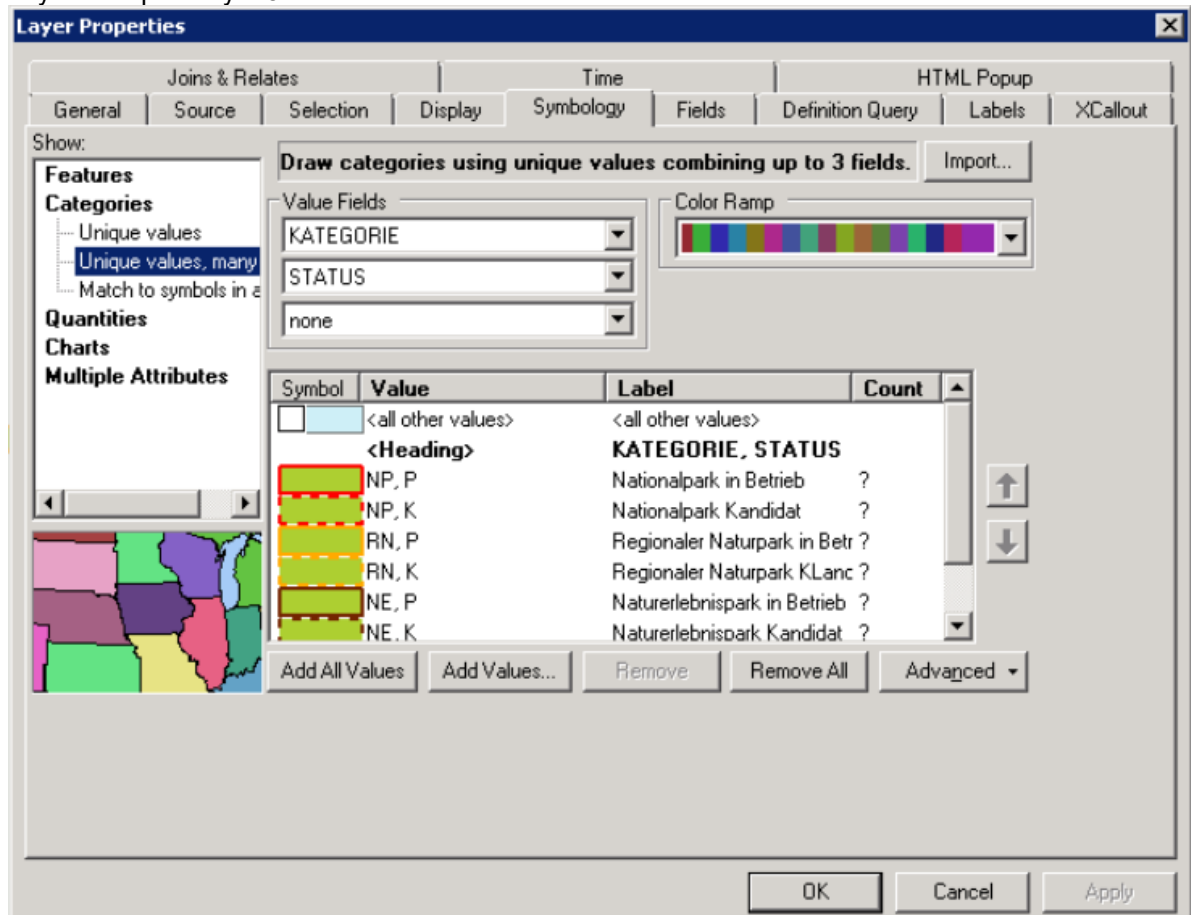 Layer Properties
Joins & Relates Time HTML Popup
General Source Selection Display Symbology Fields Definition Query Labels XCallout
Show:
Features
Categories
Unique values
Unique values, many
Match to symbols in a
Quantities
Charts
Multiple Attributes
Draw categories using unique values combining up to 3 fields. Import...
Value Fields Color Ramp
KATEGORIE
STATUS
none
Symbol Value Label Count
<all other values> <all other values>
<Heading> KATEGORIE, STATUS
NP, P Nationalpark in Betrieb ?
NP, K Nationalpark Kandidat ?
RN, P Regionaler Naturpark in Betr ?
RN, K Regionaler Naturpark KLanc ?
NE, P Naturerlebnispark in Betrieb ?
NE, K Naturerlebnispark Kandidat ?
Add All Values Add Values... Remove Remove All Advanced
OK Cancel Apply